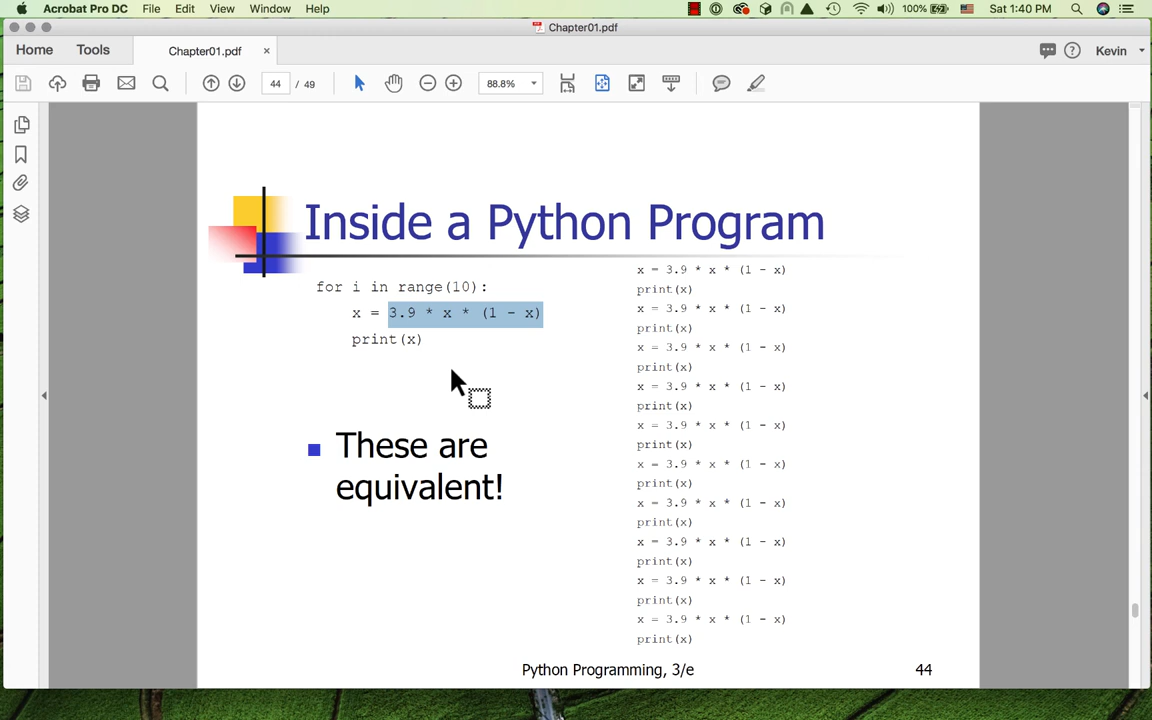 Acrobat Pro DC File Edit View Window Help 100% Sat 1:40 PM
Chapter01.pdf
Home Tools Chapter01.pdf × Kevin
44 / 49 88.8%
Inside a Python Program
for i in range(10):
x = 3.9 * x * (1 - x)
print(x)
These are
equivalent!
x = 3.9 * x * (1 - x)
print(x)
x = 3.9 * x * (1 - x)
print(x)
x = 3.9 * x * (1 - x)
print(x)
x = 3.9 * x * (1 - x)
print(x)
x = 3.9 * x * (1 - x)
print(x)
x = 3.9 * x * (1 - x)
print(x)
x = 3.9 * x * (1 - x)
print(x)
x = 3.9 * x * (1 - x)
print(x)
x = 3.9 * x * (1 - x)
print(x)
x = 3.9 * x * (1 - x)
print(x)
Python Programming, 3/e 44